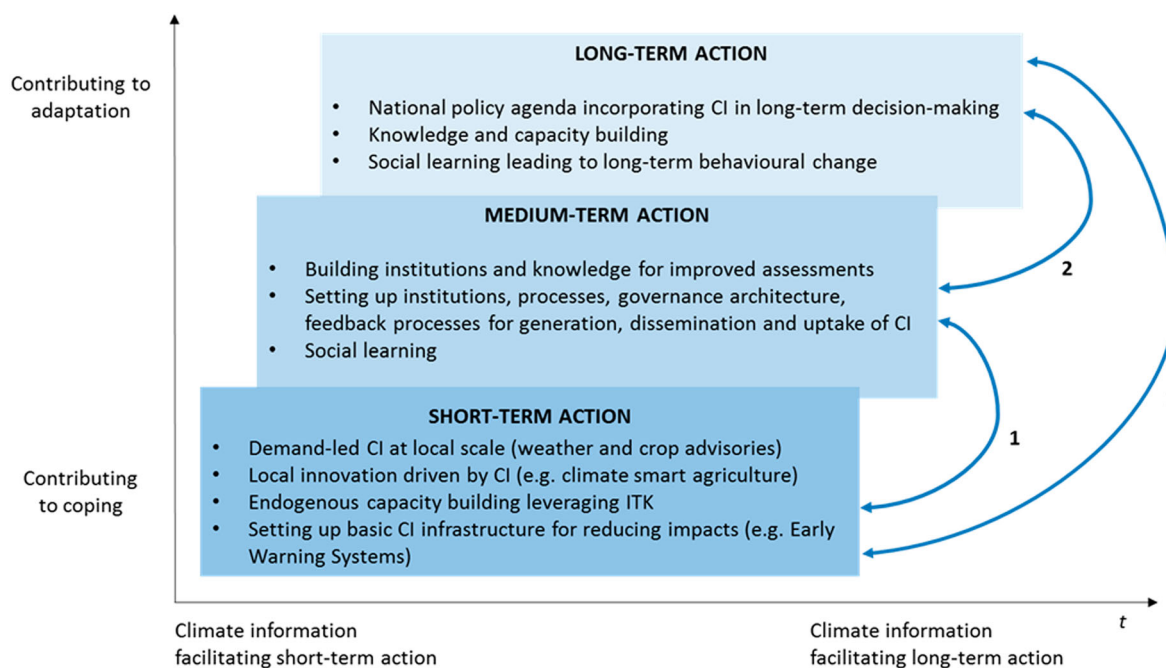 Contributing to
adaptation
LONG-TERM ACTION
• National policy agenda incorporating CI in long-term decision-making
• Knowledge and capacity building
• Social learning leading to long-term behavioural change
MEDIUM-TERM ACTION
• Building institutions and knowledge for improved assessments
• Setting up institutions, processes, governance architecture,
feedback processes for generation, dissemination and uptake of CI
• Social learning
2
Contributing
to coping
SHORT-TERM ACTION
• Demand-led CI at local scale (weather and crop advisories)
• Local innovation driven by CI (e.g. climate smart agriculture)
• Endogenous capacity building leveraging ITK
• Setting up basic CI infrastructure for reducing impacts (e.g. Early
Warning Systems)
1
t
Climate information
facilitating short-term action
Climate information
facilitating long-term action